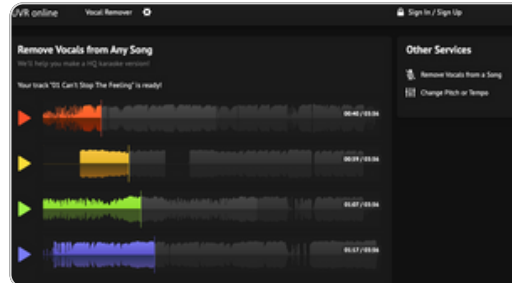 UVR online
Vocal Remover
Sign In / Sign Up
Remove Vocals from Any Song
We'll help you make a HQ karaoke version!
Your track "01 Can't Stop The Feeling" is ready!
00:40 / 03:56
00:59 / 03:56
01:07 / 03:56
01:17 / 03:56
Other Services
Remove Vocals from a Song
Change Pitch or Tempo